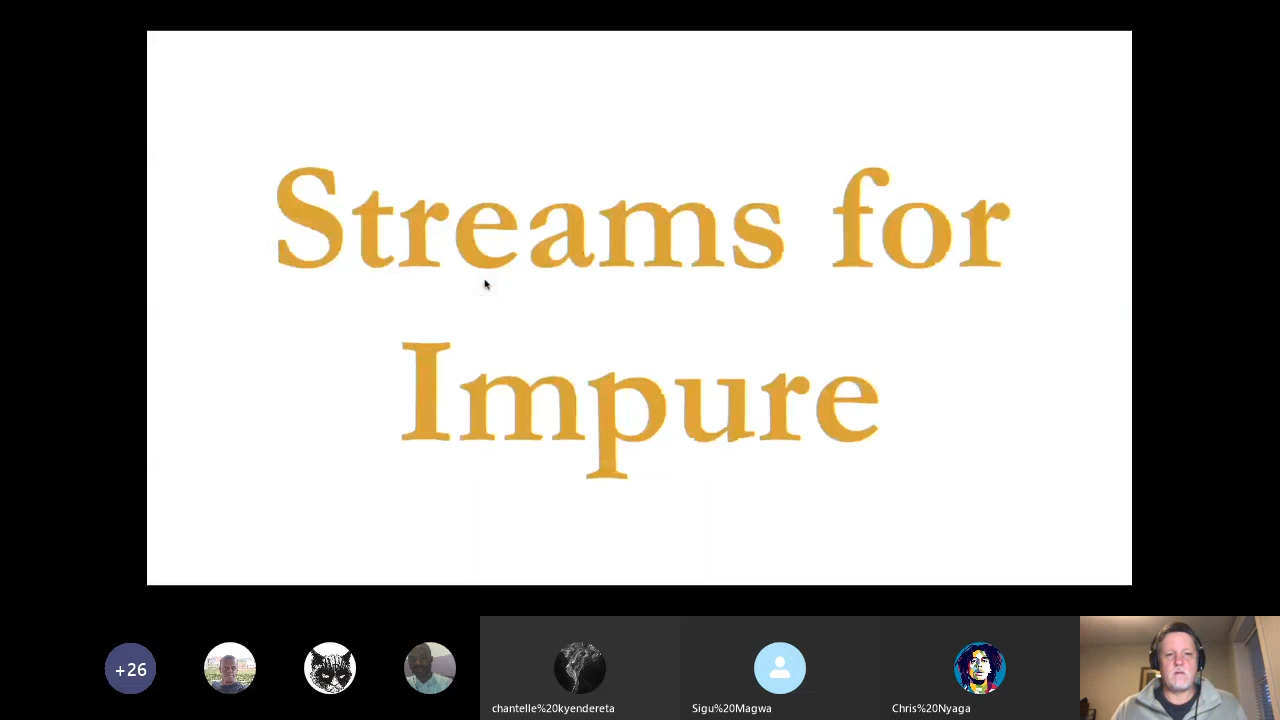 Streams for
Impure
+26
chantelle%20kyendereta
Sigu%20Magwa
Chris%20Nyaga